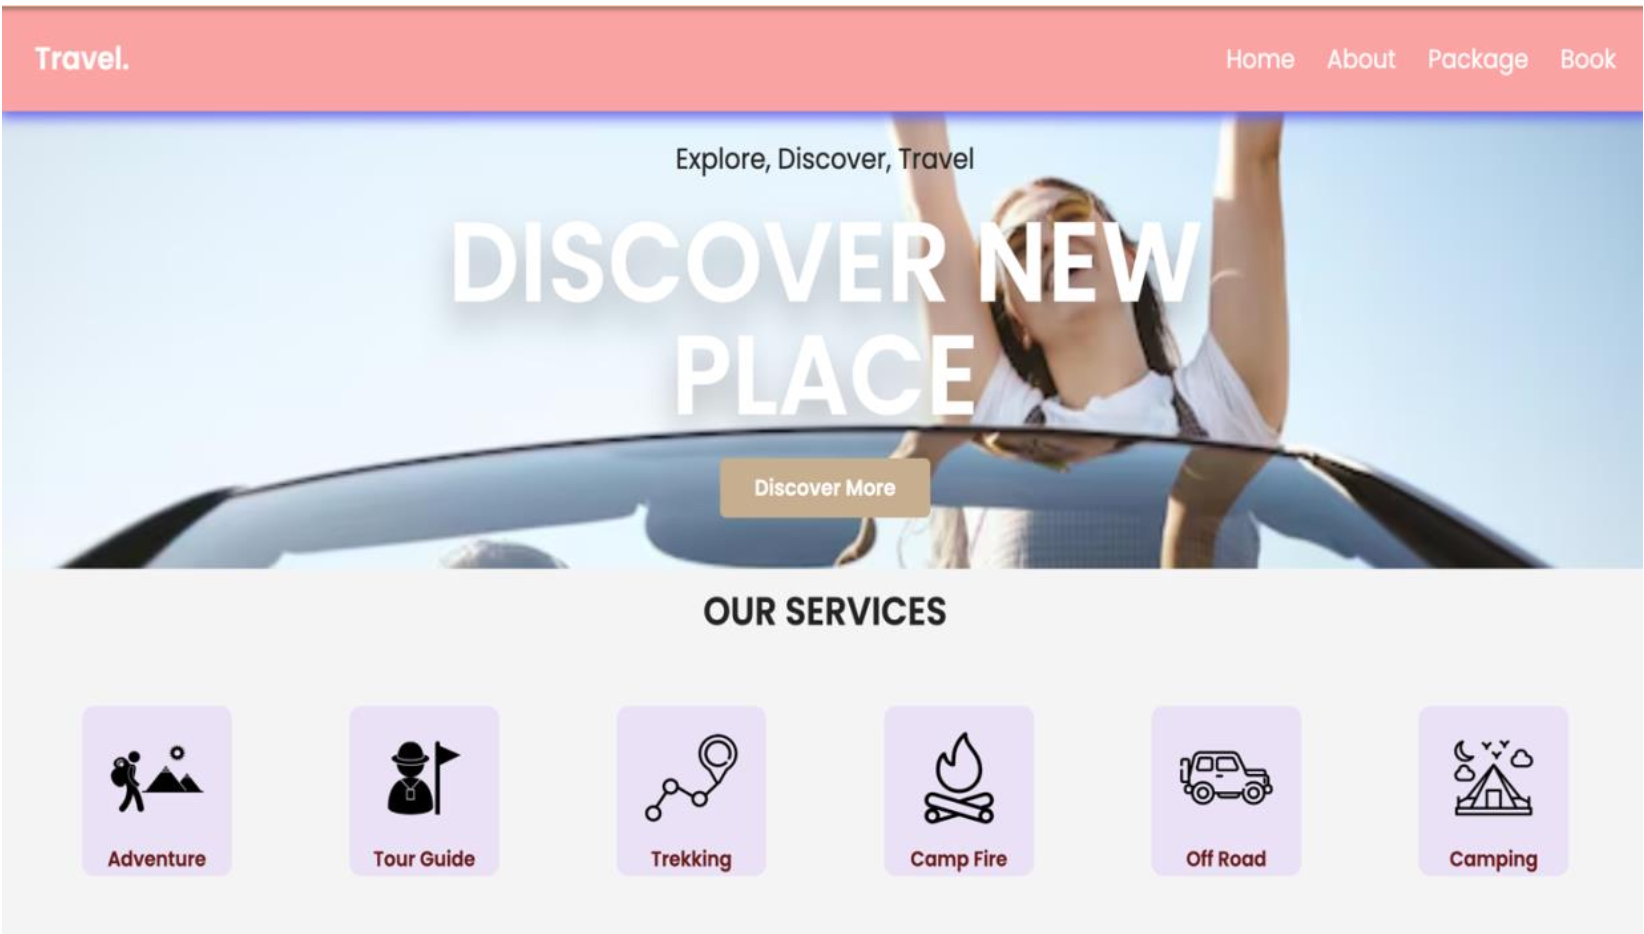 Travel.
Home About Package Book
Explore, Discover, Travel
DISCOVER NEW
PLACE
Discover More
OUR SERVICES
Adventure
Tour Guide
Trekking
Camp Fire
Off Road
Camping